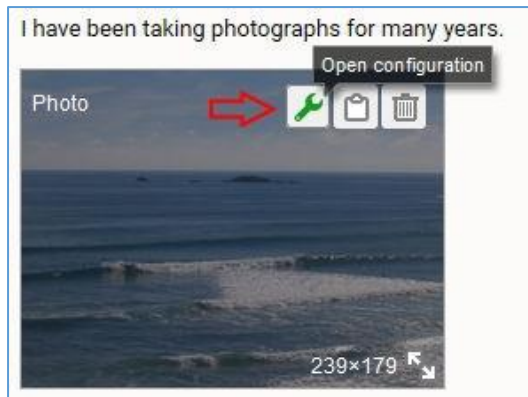 I have been taking photographs for many years.
Open configuration
Photo
239×179